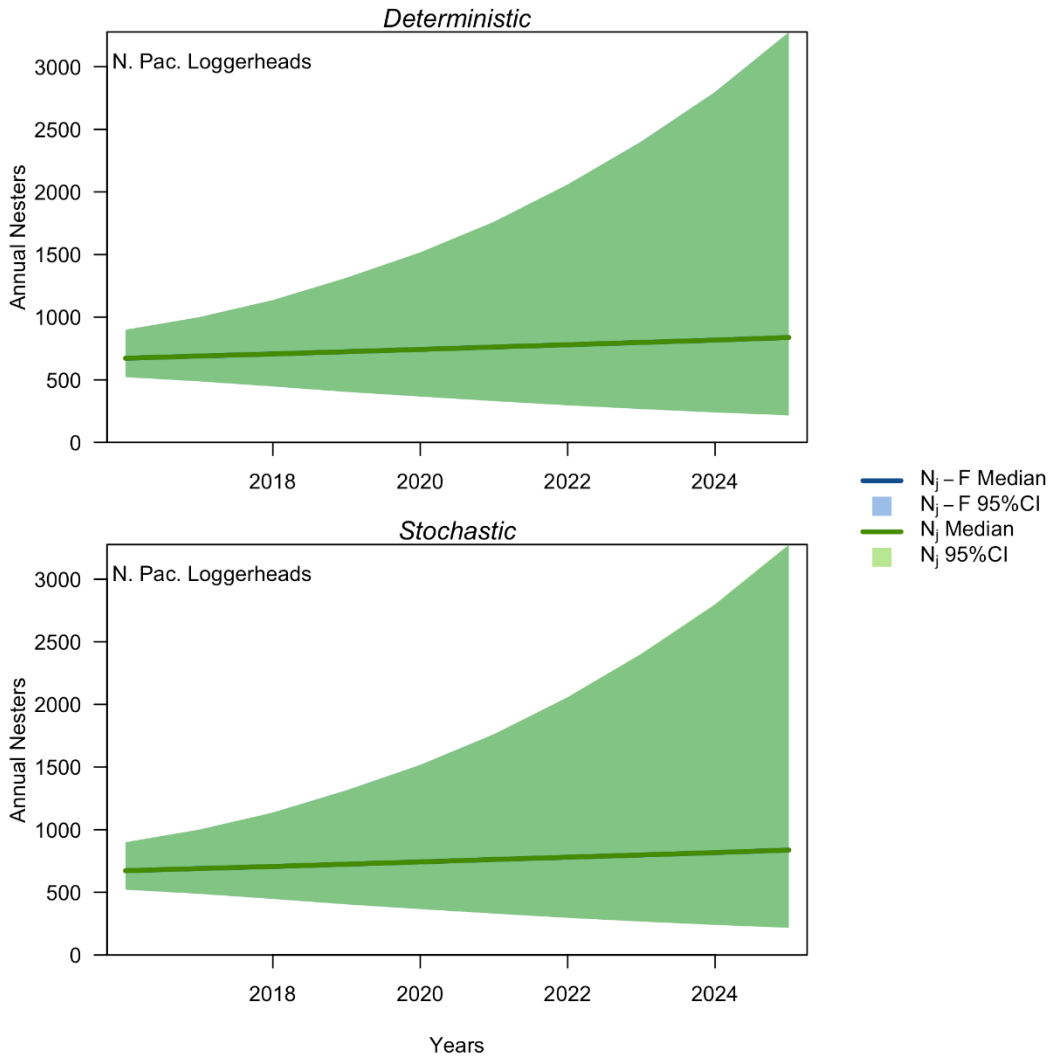 Deterministic
N. Pac. Loggerheads
Annual Nesters
3000
2500
2000
1500
1000
500
0
2018 2020 2022 2024
Nj – F Median
Nj – F 95%CI
Nj Median
Nj 95%CI
Stochastic
N. Pac. Loggerheads
Annual Nesters
3000
2500
2000
1500
1000
500
0
2018 2020 2022 2024
Years